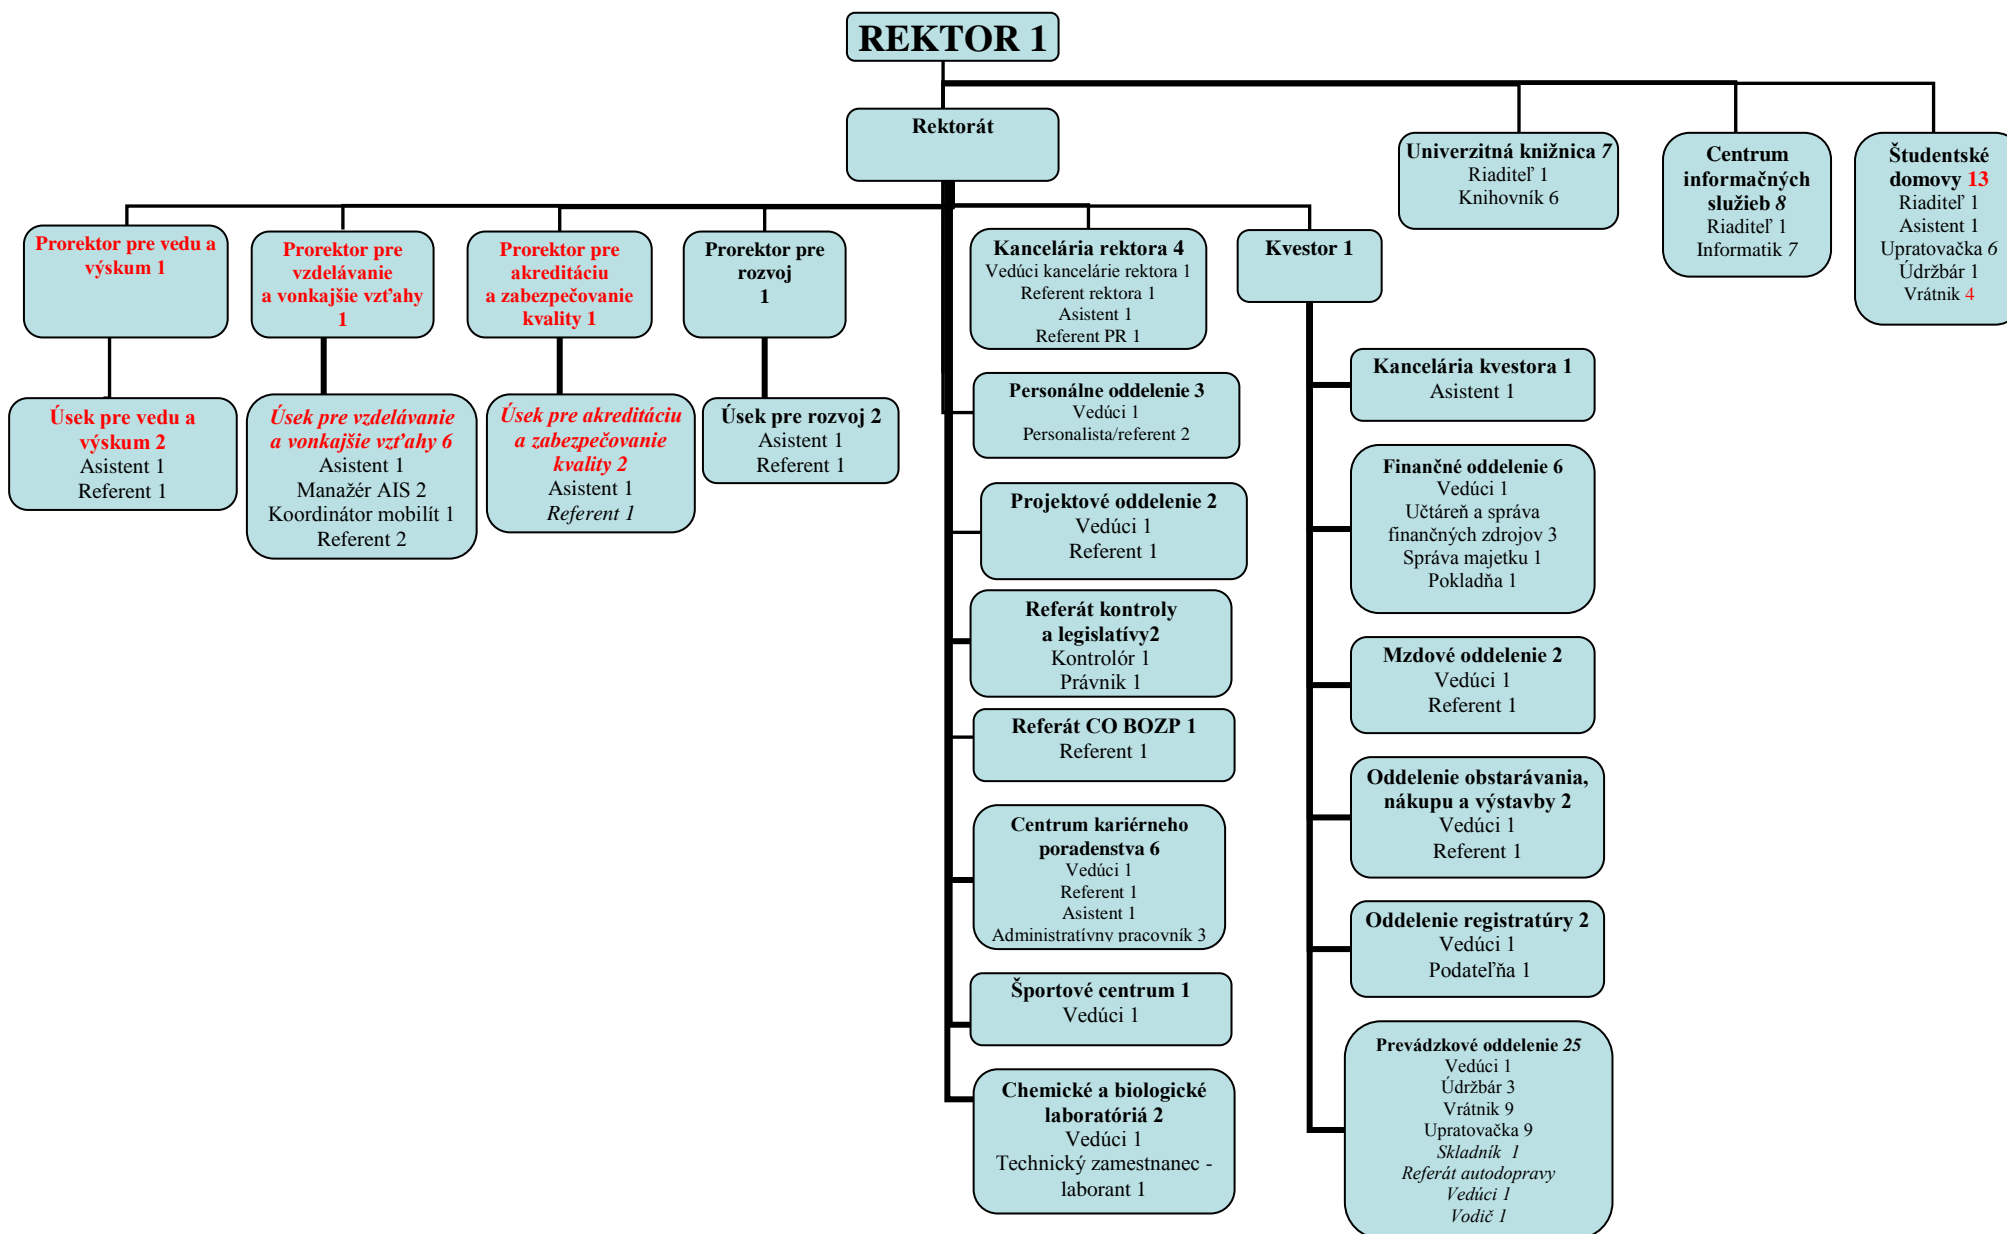 REKTOR 1
Rektorát
Univerzitná knižnica 7
Riaditeľ 1
Knihovník 6
Centrum
informačných
služieb 8
Riaditeľ 1
Informatik 7
Študentské
domovy 13
Riaditeľ 1
Asistent 1
Upratovačka 6
Údržbár 1
Vrátnik 4
Prorektor pre vedu a
výskum 1
Prorektor pre
vzdelávanie
a vonkajšie vzťahy
1
Prorektor pre
akreditáciu
a zabezpečovanie
kvality 1
Prorektor pre
rozvoj
1
Kancelária rektora 4
Vedúci kancelárie rektora 1
Referent rektora 1
Asistent 1
Referent PR 1
Kvestor 1
Úsek pre vedu a
výskum 2
Asistent 1
Referent 1
Úsek pre vzdelávanie
a vonkajšie vzťahy 6
Asistent 1
Manažér AIS 2
Koordinátor mobilít 1
Referent 2
Úsek pre akreditáciu
a zabezpečovanie
kvality 2
Asistent 1
Referent 1
Úsek pre rozvoj 2
Asistent 1
Referent 1
Personálne oddelenie 3
Vedúci 1
Personalista/referent 2
Projektové oddelenie 2
Vedúci 1
Referent 1
Referát kontroly
a legislatívy2
Kontrolór 1
Právnik 1
Referát CO BOZP 1
Referent 1
Centrum kariérneho
poradenstva 6
Vedúci 1
Referent 1
Asistent 1
Administratívny pracovník 3
Športové centrum 1
Vedúci 1
Chemické a biologické
laboratóriá 2
Vedúci 1
Technický zamestnanec -
laborant 1
Kancelária kvestora 1
Asistent 1
Finančné oddelenie 6
Vedúci 1
Učtáreň a správa
finančných zdrojov 3
Správa majetku 1
Pokladňa 1
Mzdové oddelenie 2
Vedúci 1
Referent 1
Oddelenie obstarávania,
nákupu a výstavby 2
Vedúci 1
Referent 1
Oddelenie registratúry 2
Vedúci 1
Podateľňa 1
Prevádzkové oddelenie 25
Vedúci 1
Údržbár 3
Vrátnik 9
Upratovačka 9
Skladník 1
Referát autodopravy
Vedúci 1
Vodič 1